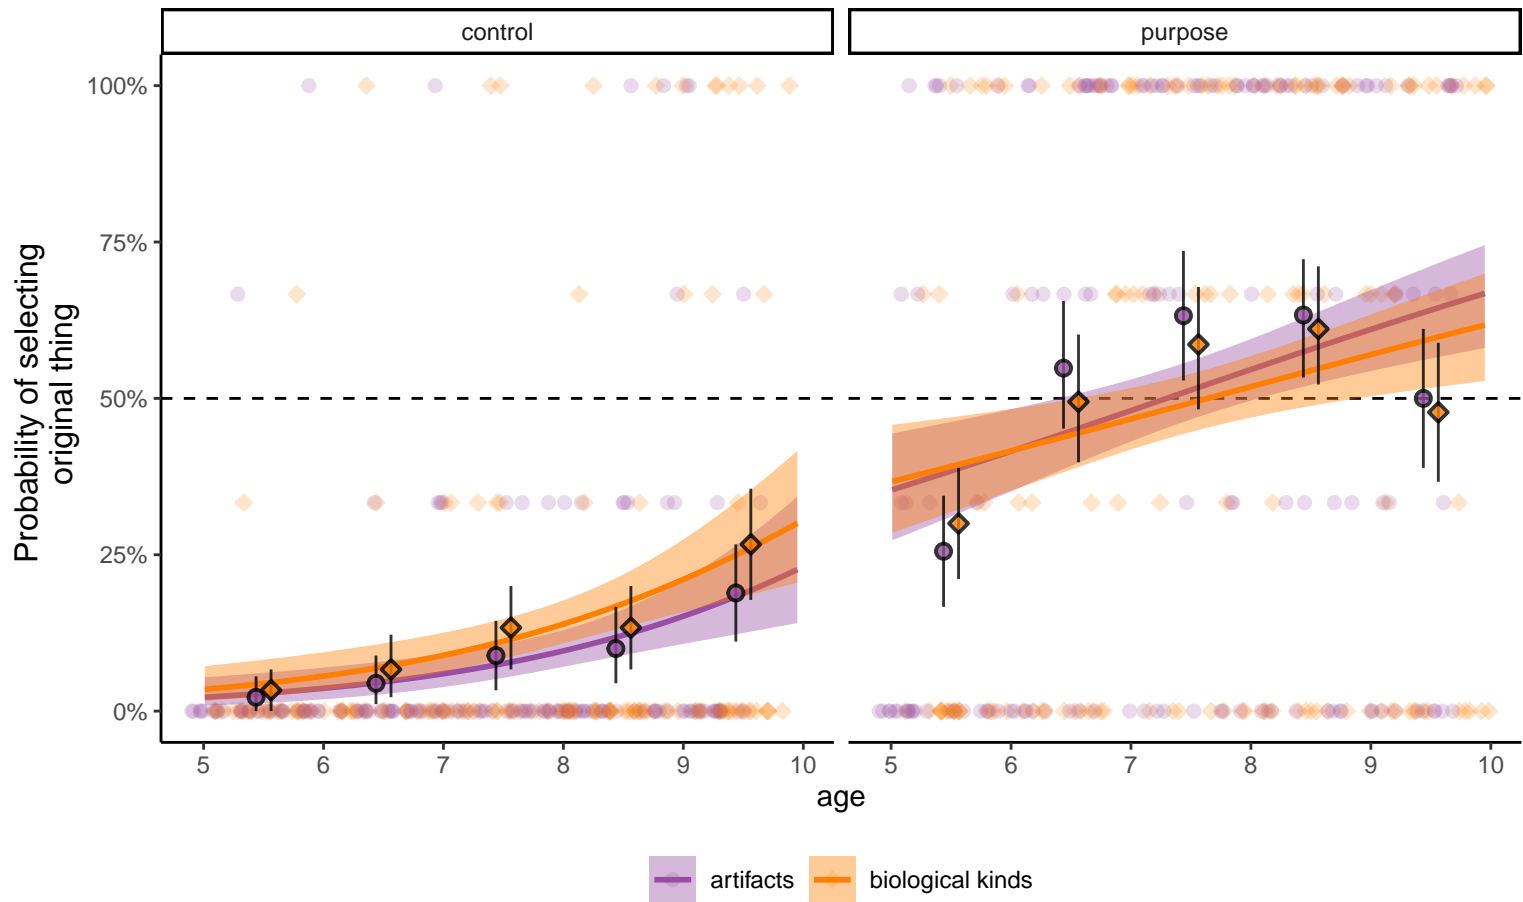 control
purpose
Probability of selecting
original thing
100%
75%
50%
25%
0%
5 6 7 8 9 10
5 6 7 8 9 10
age
artifacts
biological kinds